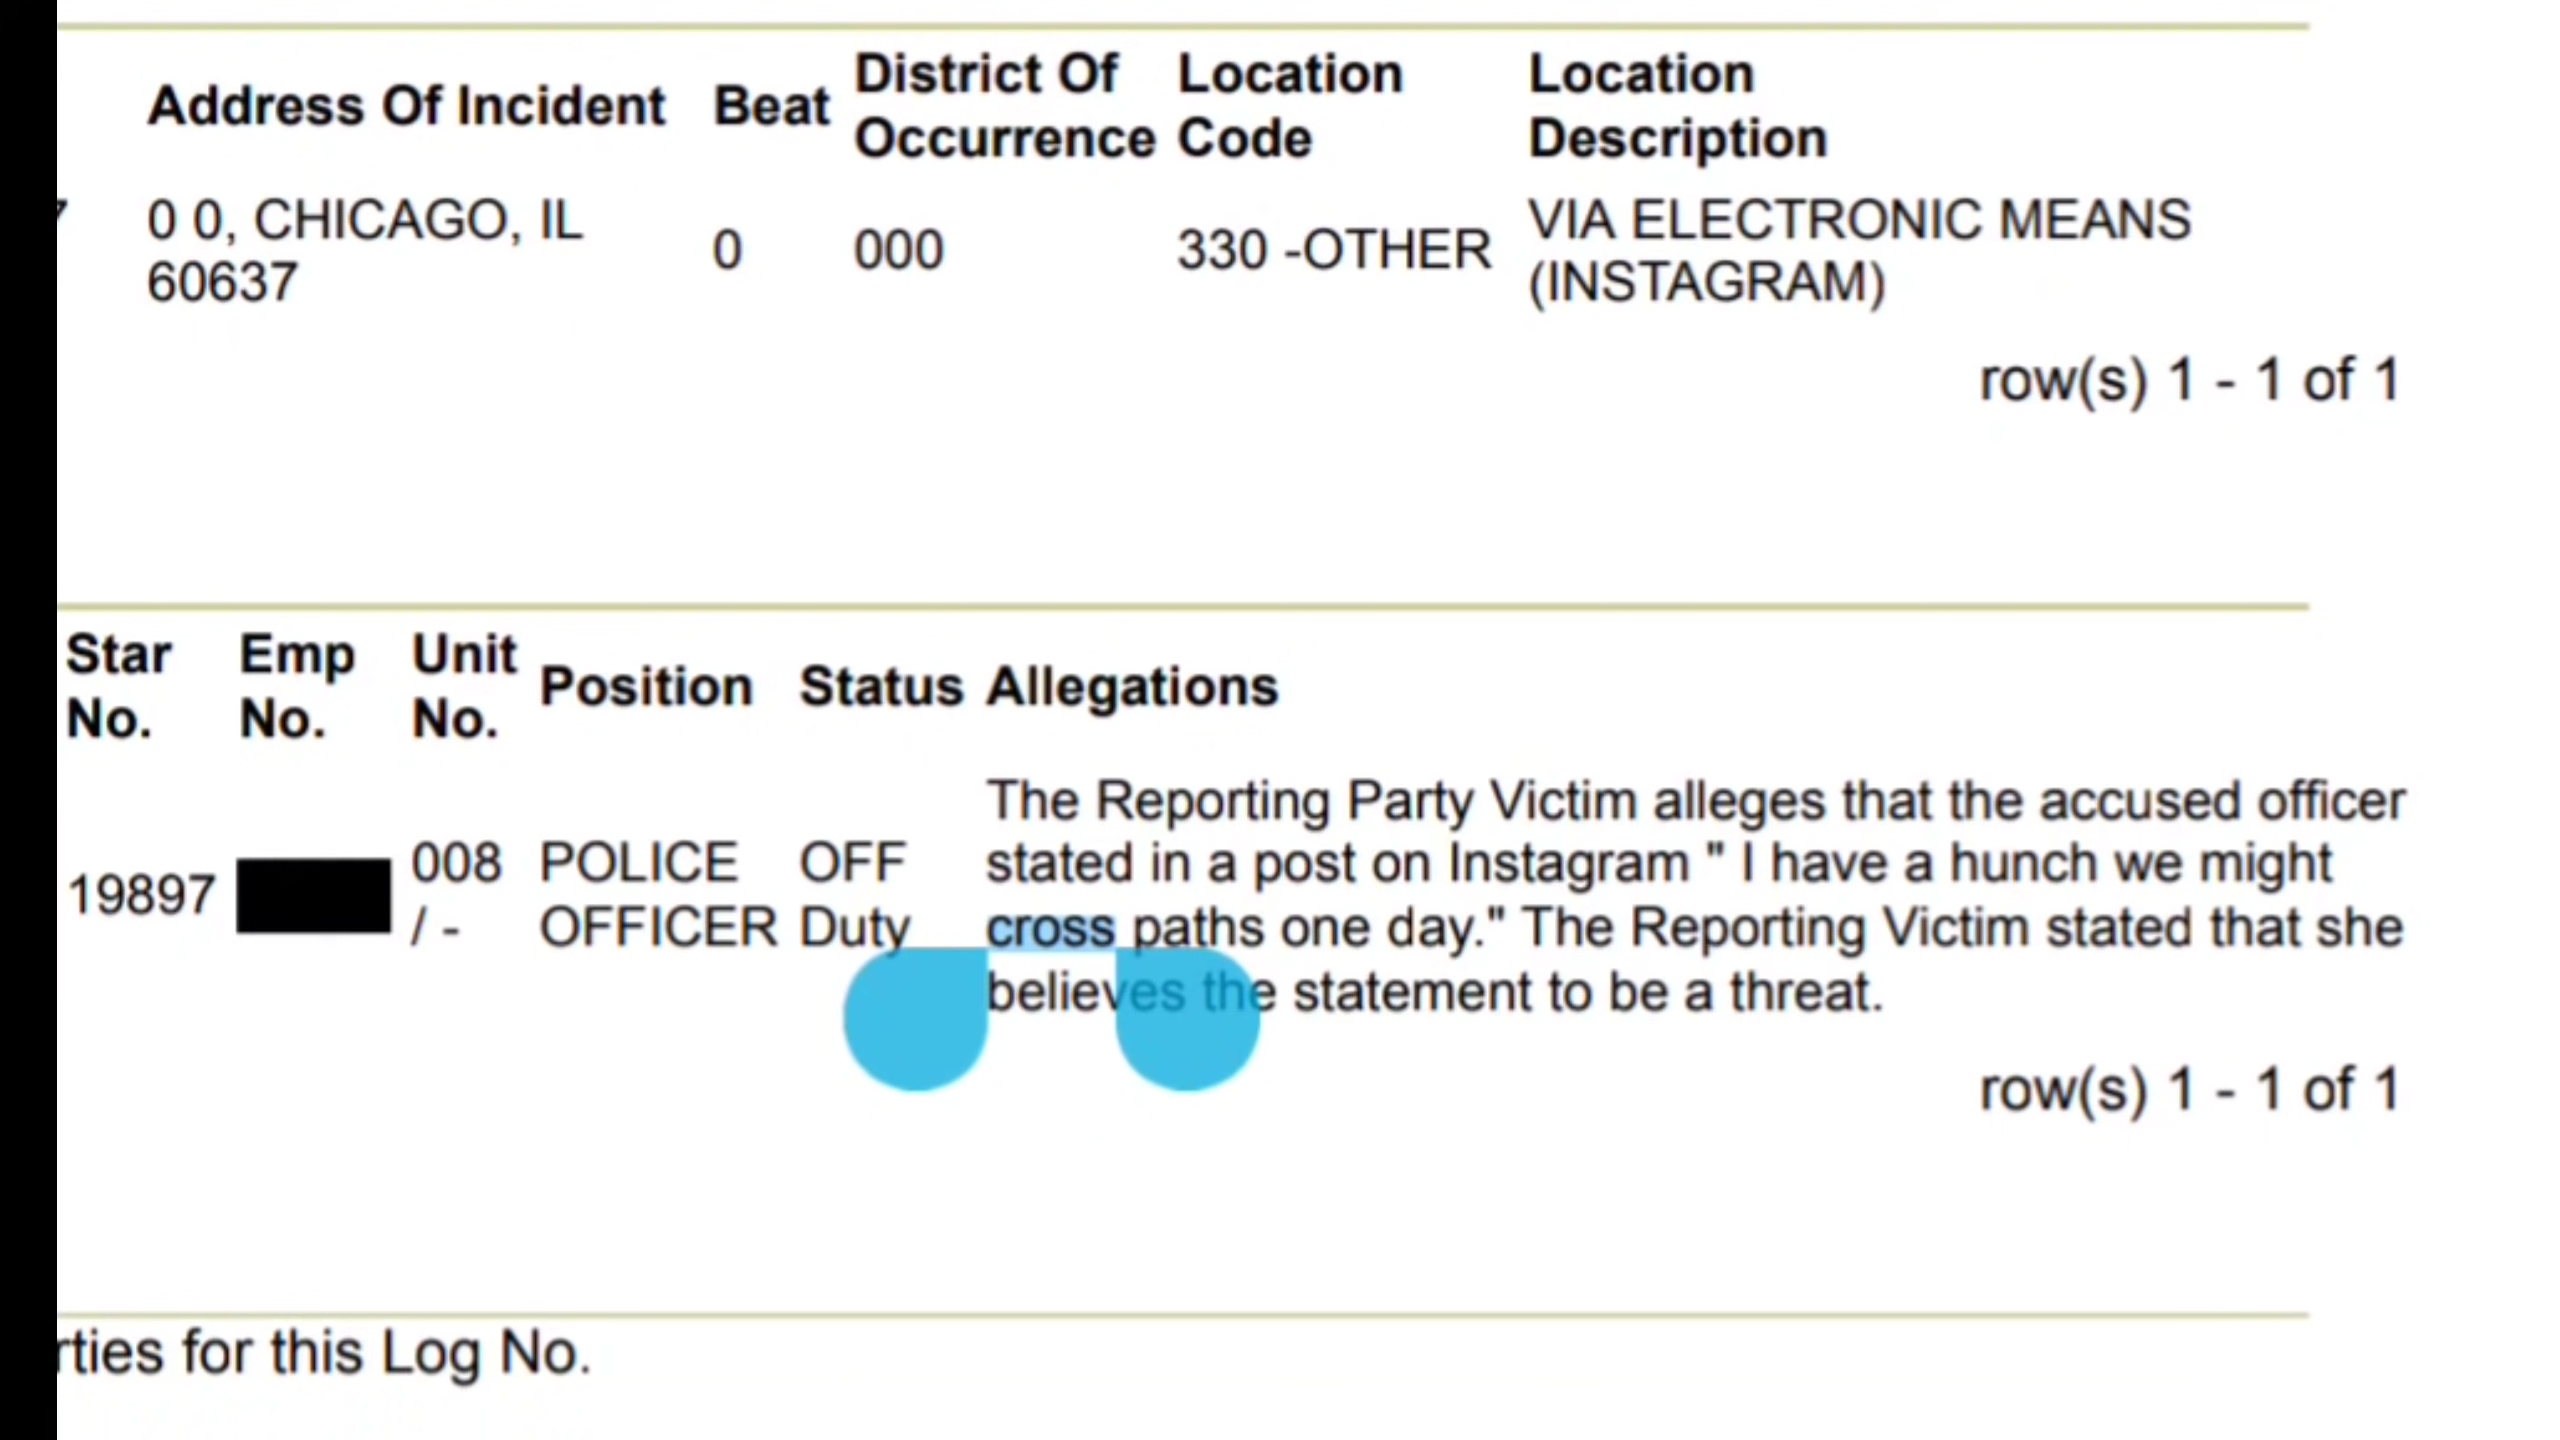 Address Of Incident Beat District Of Occurrence Location Code Location Description
0 0, CHICAGO, IL 60637 0 000 330 -OTHER VIA ELECTRONIC MEANS (INSTAGRAM)
row(s) 1 - 1 of 1
Star No. Emp No. Unit No. Position Status Allegations
19897 008 / - POLICE OFFICER OFF Duty
The Reporting Party Victim alleges that the accused officer
stated in a post on Instagram " I have a hunch we might
cross paths one day." The Reporting Victim stated that she
believes the statement to be a threat.
row(s) 1 - 1 of 1
rties for this Log No.